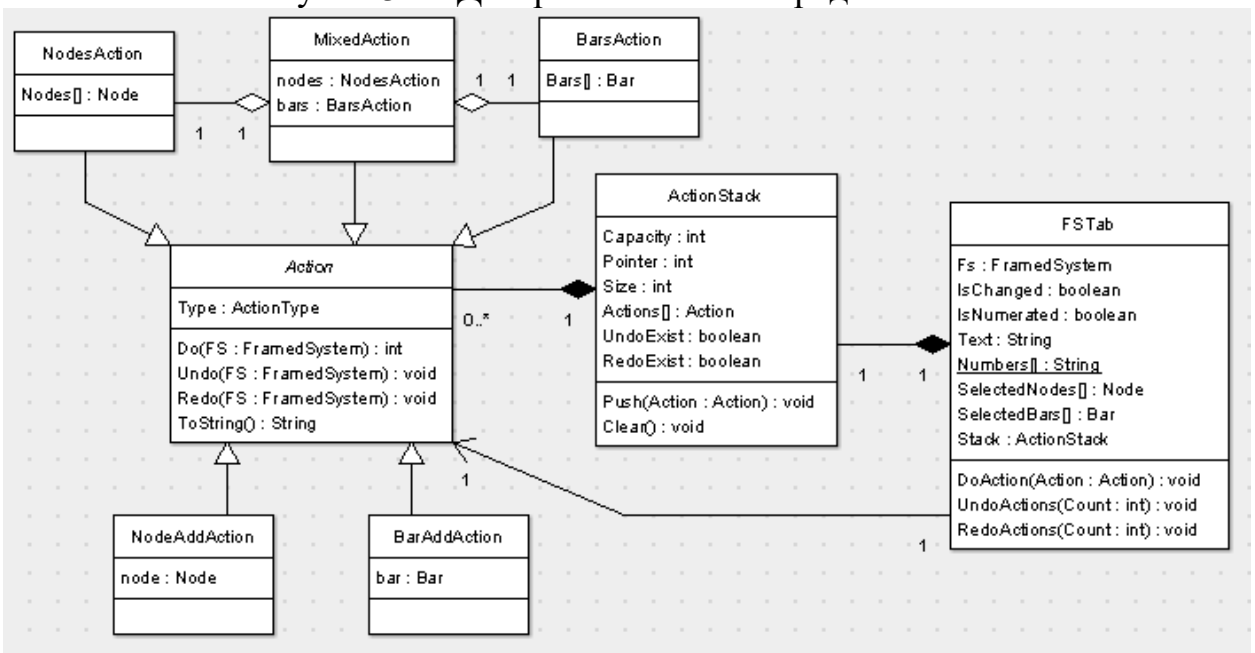 NodesAction
Nodes[] : Node
MixedAction
nodes : NodesAction
bars : BarsAction
BarsAction
Bars[] : Bar
1 1
1 1
ActionStack
Capacity : int
Pointer : int
Size : int
Actions[] : Action
UndoExist : boolean
RedoExist : boolean
Push(Action : Action) : void
Clear() : void
FSTab
Fs : FramedSystem
IsChanged : boolean
IsNumerated : boolean
Text : String
Numbers[] : String
SelectedNodes[] : Node
SelectedBars[] : Bar
Stack : ActionStack
DoAction(Action : Action) : void
UndoActions(Count : int) : void
RedoActions(Count : int) : void
Action
Type : ActionType
Do(FS : FramedSystem) : int
Undo(FS : FramedSystem) : void
Redo(FS : FramedSystem) : void
ToString() : String
0..* 1
1 1
1
1
NodeAddAction
node : Node
BarAddAction
bar : Bar